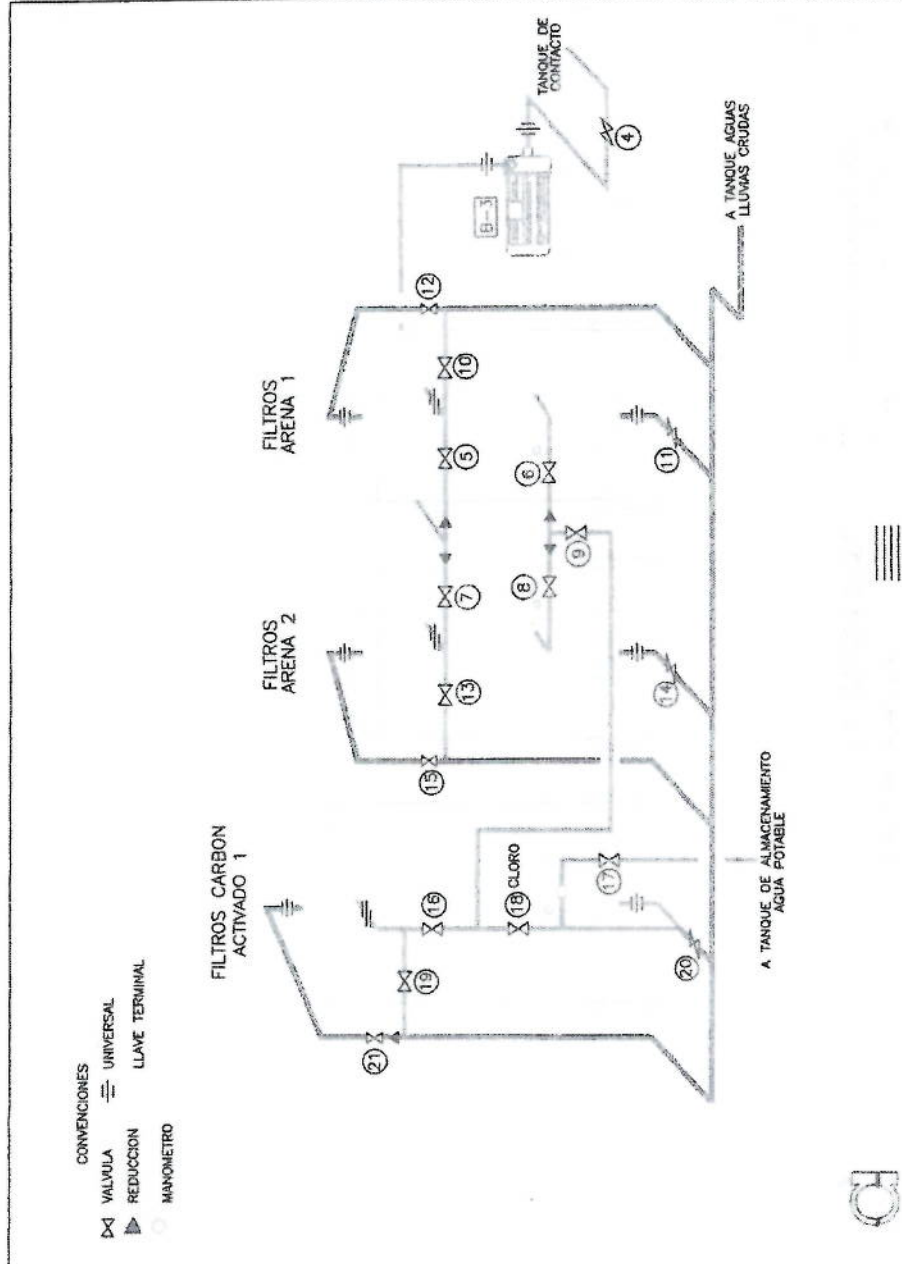 CONVENCIONES
VALVULA
UNIVERSAL
REDUCCION
LLAVE TERMINAL
MANOMETRO
FILTROS CARBON
ACTIVADO 1
FILTROS
ARENA 2
FILTROS
ARENA 1
TANQUE DE
CONTACTO
B-3
4
12
10
5
6
7
8
9
11
13
14
15
16
18
CLORO
17
19
20
21
A TANQUE DE ALMACENAMIENTO
AGUA POTABLE
A TANQUE AGUAS
LLUVIAS CRUDAS